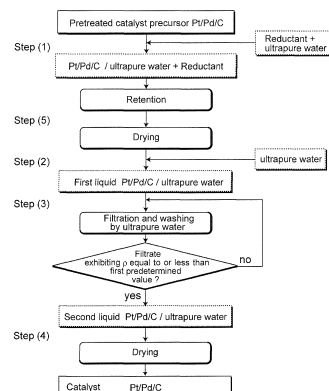 Pretreated catalyst precursor Pt/Pd/C
Step (1)
Reductant +
ultrapure water
Pt/Pd/C / ultrapure water + Reductant
Retention
Step (5)
Drying
Step (2)
ultrapure water
First liquid Pt/Pd/C / ultrapure water
Step (3)
Filtration and washing
by ultrapure water
Filtrate
exhibiting ρ equal to or less than
first predetermined
value ?
no
yes
Second liquid Pt/Pd/C / ultrapure water
Step (4)
Drying
Catalyst Pt/Pd/C